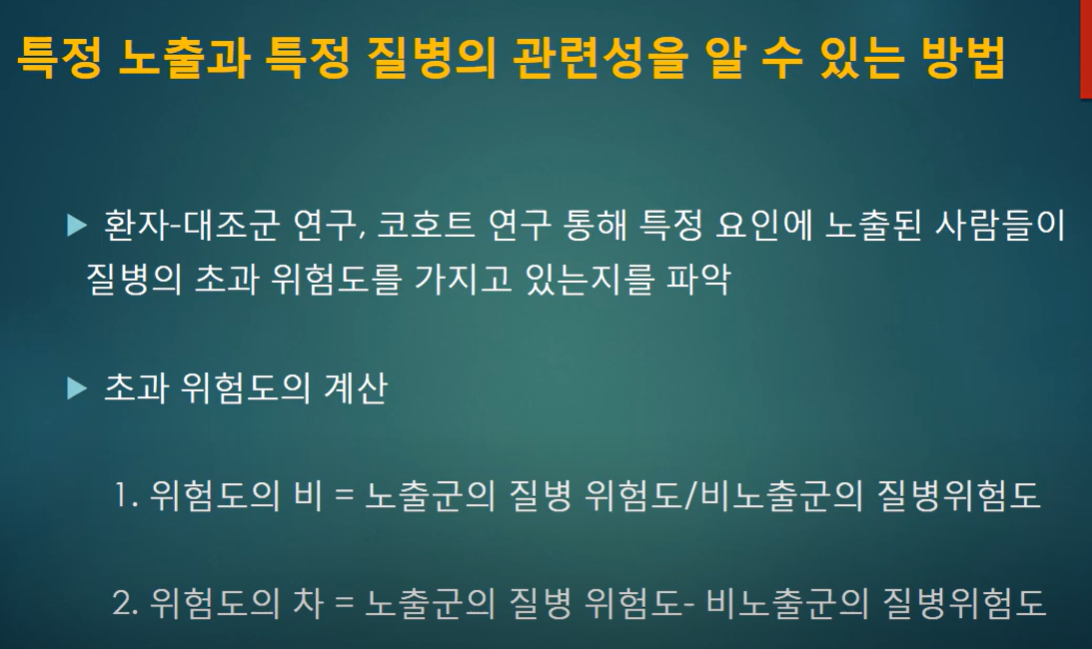 특정 노출과 특정 질병의 관련성을 알 수 있는 방법
▶ 환자-대조군 연구, 코호트 연구 통해 특정 요인에 노출된 사람들이
질병의 초과 위험도를 가지고 있는지를 파악
▶ 초과 위험도의 계산
1. 위험도의 비 = 노출군의 질병 위험도/비노출군의 질병위험도
2. 위험도의 차 = 노출군의 질병 위험도- 비노출군의 질병위험도